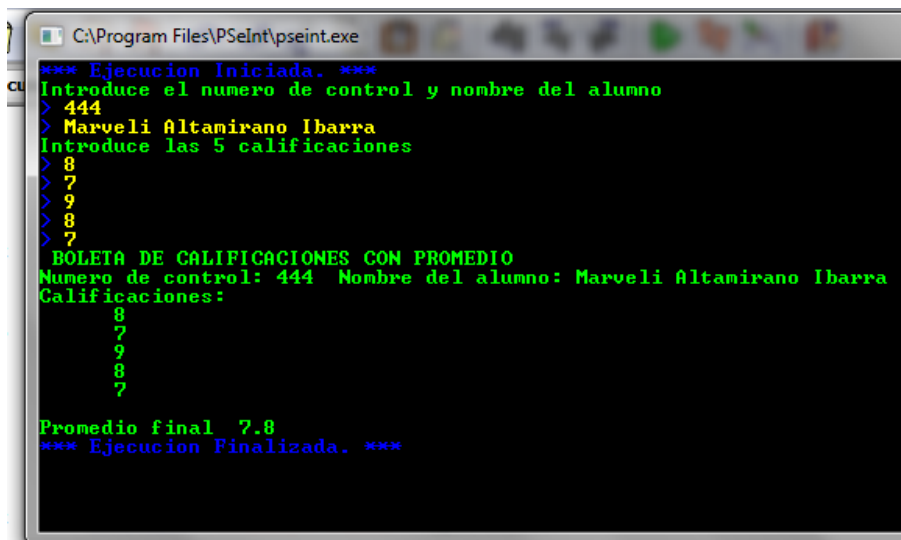 C:\Program Files\PSeInt\pseint.exe
*** Ejecucion Iniciada. ***
Introduce el numero de control y nombre del alumno
> 444
> Marveli Altamirano Ibarra
Introduce las 5 calificaciones
> 8
> 7
> 9
> 8
> 7
BOLETA DE CALIFICACIONES CON PROMEDIO
Numero de control: 444 Nombre del alumno: Marveli Altamirano Ibarra
Calificaciones:
8
7
9
8
7
Promedio final 7.8
*** Ejecucion Finalizada. ***